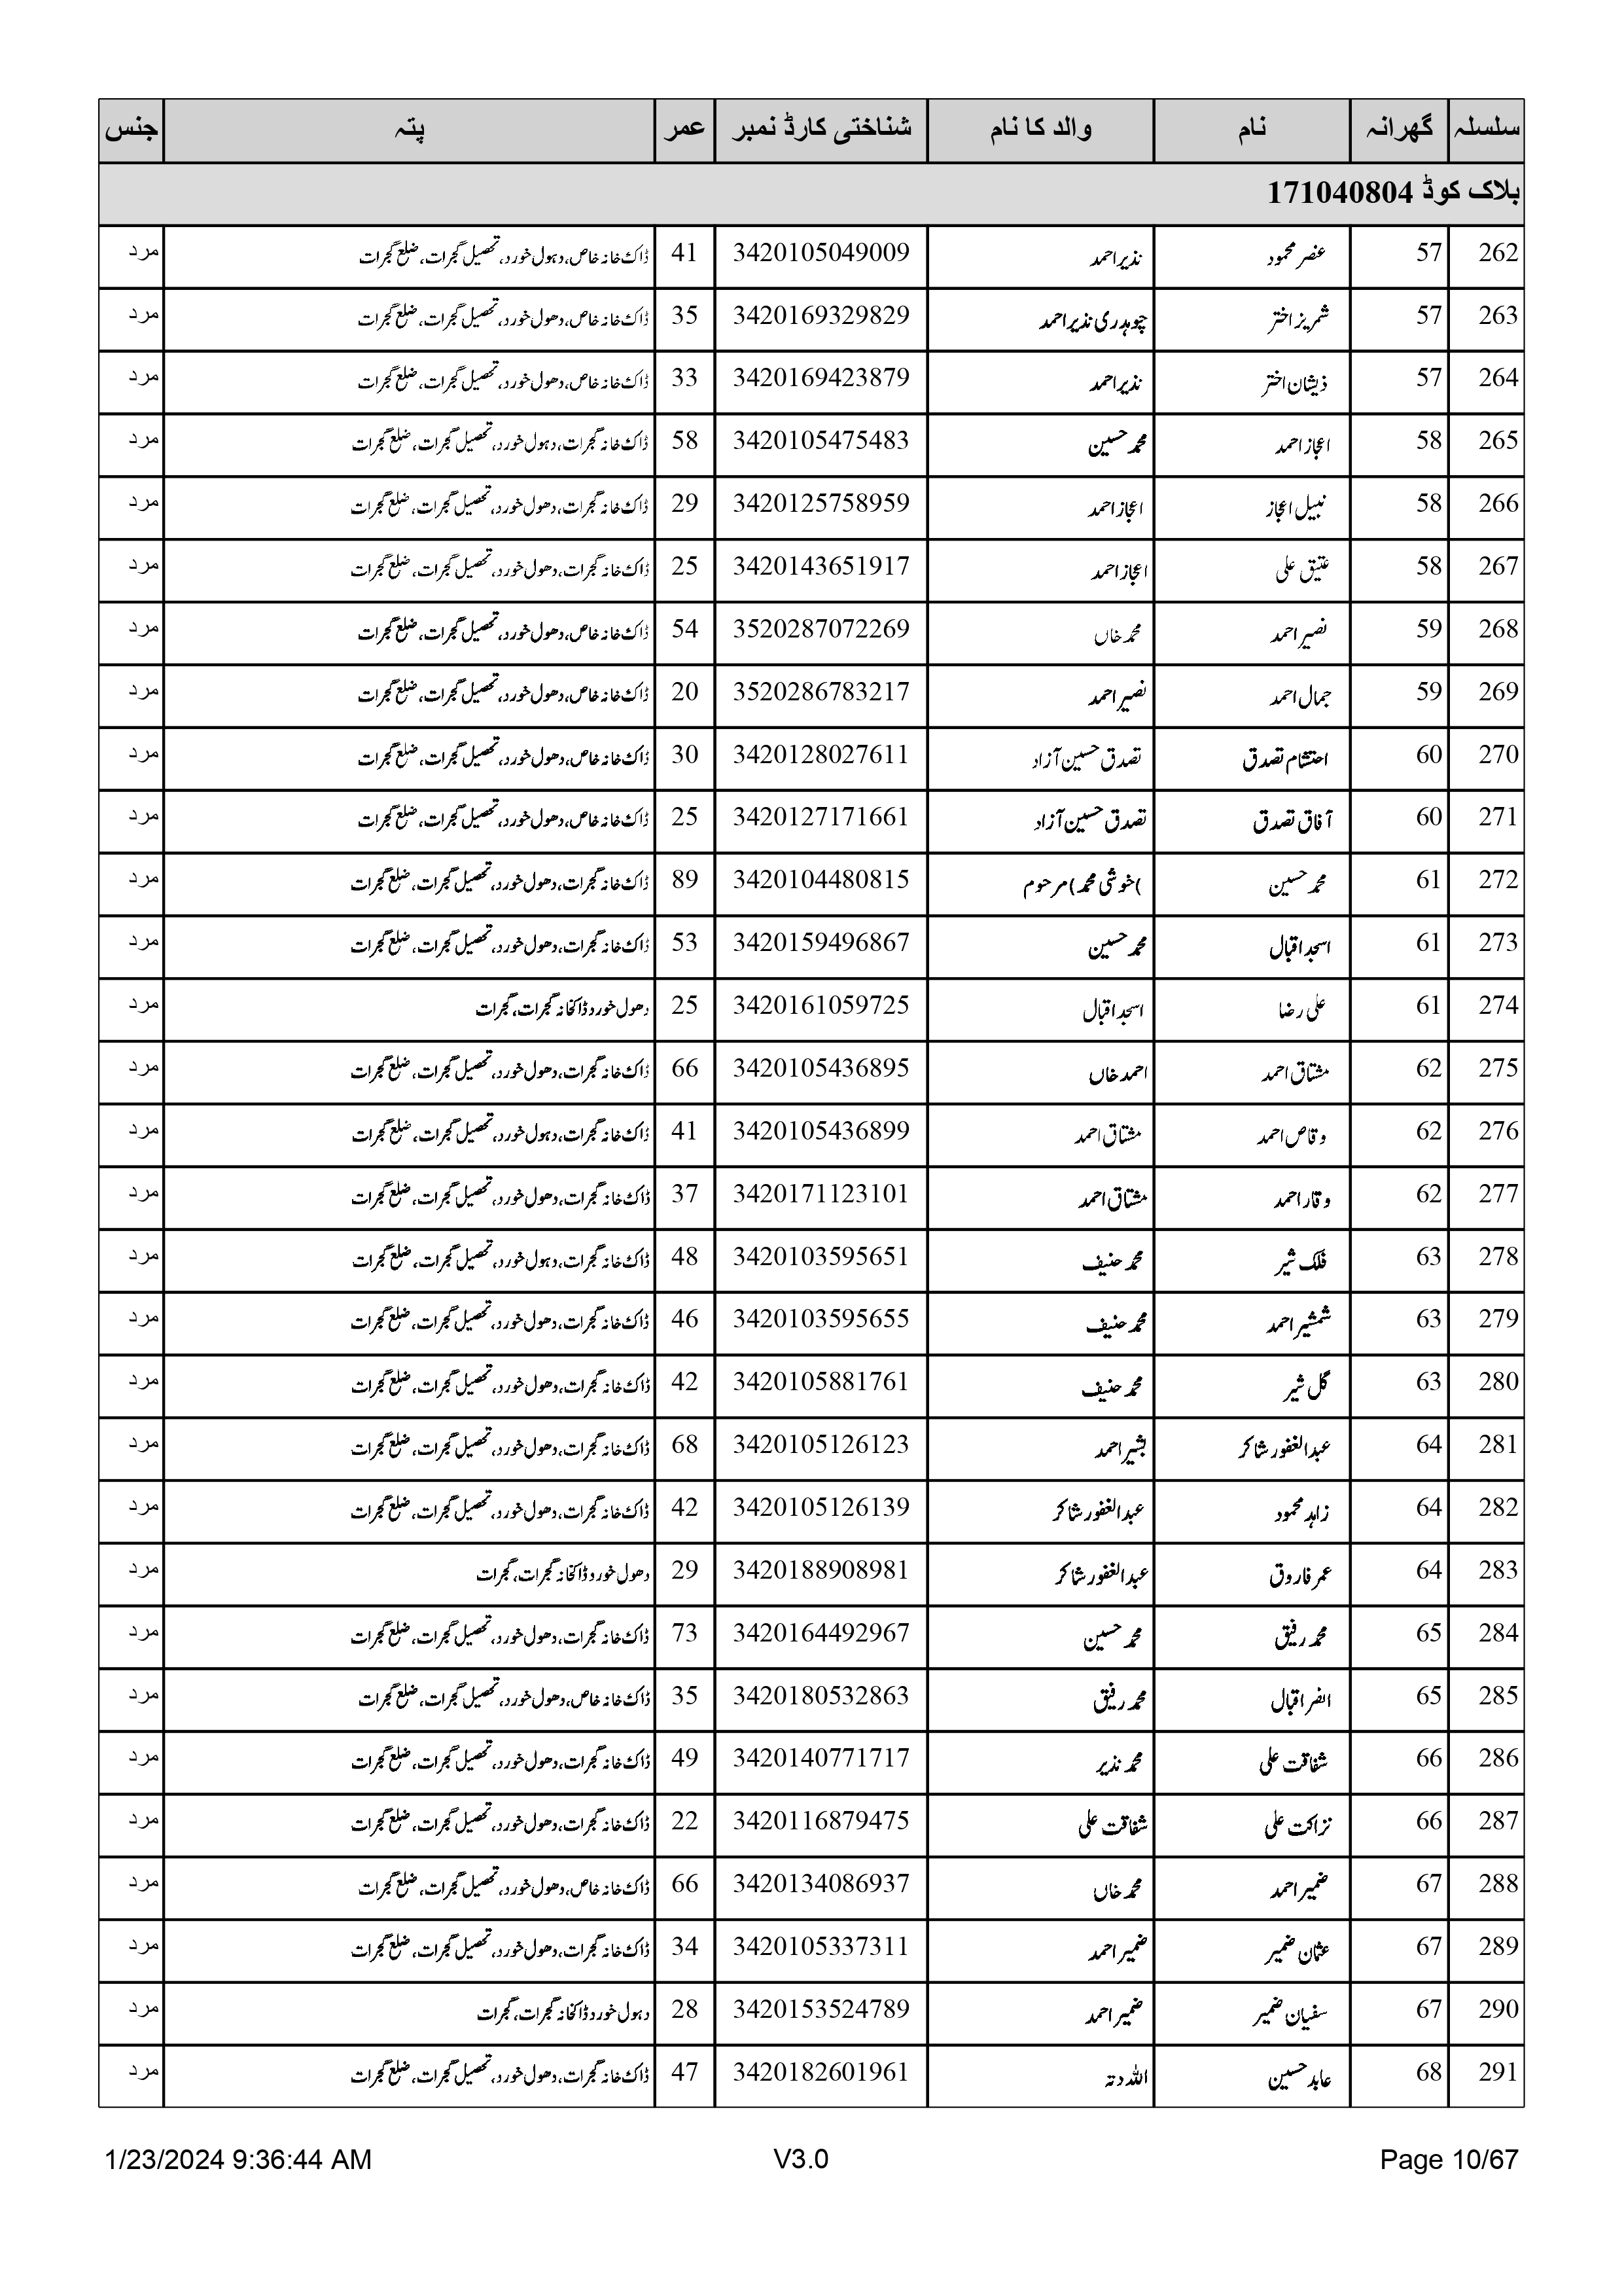 سلسلہ گھرانہ نام والد کا نام شناختی کارڈ نمبر عمر پتہ جنس
بلاک کوڈ 171040804
262 57 عنصر محمود نذیر احمد 3420105049009 41 ڈاک خانہ خاص، دہول خورد، تحصیل گجرات، ضلع گجرات مرد
263 57 شمریز اختر چوہدری نذیر احمد 3420169329829 35 ڈاک خانہ خاص، دھول خورد، تحصیل گجرات، ضلع گجرات مرد
264 57 ذیشان اختر نذیر احمد 3420169423879 33 ڈاک خانہ خاص، دھول خورد، تحصیل گجرات، ضلع گجرات مرد
265 58 اعجاز احمد محمد حسین 3420105475483 58 ڈاک خانہ گجرات، دہول خورد، تحصیل گجرات، ضلع گجرات مرد
266 58 نبیل اعجاز اعجاز احمد 3420125758959 29 ڈاک خانہ گجرات، دھول خورد، تحصیل گجرات، ضلع گجرات مرد
267 58 عتیق علی اعجاز احمد 3420143651917 25 ڈاک خانہ گجرات، دھول خورد، تحصیل گجرات، ضلع گجرات مرد
268 59 نصیر احمد محمد خاں 3520287072269 54 ڈاک خانہ خاص، دھول خورد، تحصیل گجرات، ضلع گجرات مرد
269 59 جمال احمد نصیر احمد 3520286783217 20 ڈاک خانہ خاص، دھول خورد، تحصیل گجرات، ضلع گجرات مرد
270 60 احتشام تصدق تصدق حسین آزاد 3420128027611 30 ڈاک خانہ خاص، دھول خورد، تحصیل گجرات، ضلع گجرات مرد
271 60 آفاق تصدق تصدق حسین آزاد 3420127171661 25 ڈاک خانہ خاص، دھول خورد، تحصیل گجرات، ضلع گجرات مرد
272 61 محمد حسین )خوشی محمد (مرحوم 3420104480815 89 ڈاک خانہ گجرات، دھول خورد، تحصیل گجرات، ضلع گجرات مرد
273 61 اسجد اقبال محمد حسین 3420159496867 53 ڈاک خانہ گجرات، دھول خورد، تحصیل گجرات، ضلع گجرات مرد
274 61 علی رضا اسجد اقبال 3420161059725 25 دھول خورد ڈاکخانہ گجرات، گجرات مرد
275 62 مشتاق احمد احمد خاں 3420105436895 66 ڈاک خانہ گجرات، دھول خورد، تحصیل گجرات، ضلع گجرات مرد
276 62 وقاص احمد مشتاق احمد 3420105436899 41 ڈاک خانہ گجرات، دہول خورد، تحصیل گجرات، ضلع گجرات مرد
277 62 وقار احمد مشتاق احمد 3420171123101 37 ڈاک خانہ گجرات، دھول خورد، تحصیل گجرات، ضلع گجرات مرد
278 63 فلک شیر محمد حنیف 3420103595651 48 ڈاک خانہ گجرات، دہول خورد، تحصیل گجرات، ضلع گجرات مرد
279 63 شمشیر احمد محمد حنیف 3420103595655 46 ڈاک خانہ گجرات، دھول خورد، تحصیل گجرات، ضلع گجرات مرد
280 63 گل شیر محمد حنیف 3420105881761 42 ڈاک خانہ گجرات، دھول خورد، تحصیل گجرات، ضلع گجرات مرد
281 64 عبدالغفور شاکر بشیر احمد 3420105126123 68 ڈاک خانہ گجرات، دھول خورد، تحصیل گجرات، ضلع گجرات مرد
282 64 زاہد محمود عبدالغفور شاکر 3420105126139 42 ڈاک خانہ گجرات، دھول خورد، تحصیل گجرات، ضلع گجرات مرد
283 64 عمر فاروق عبدالغفور شاکر 3420188908981 29 دھول خورد ڈاکخانہ گجرات، گجرات مرد
284 65 محمد رفیق محمد حسین 3420164492967 73 ڈاک خانہ گجرات، دھول خورد، تحصیل گجرات، ضلع گجرات مرد
285 65 انصر اقبال محمد رفیق 3420180532863 35 ڈاک خانہ خاص، دھول خورد، تحصیل گجرات، ضلع گجرات مرد
286 66 شفاقت علی محمد نذیر 3420140771717 49 ڈاک خانہ گجرات، دھول خورد، تحصیل گجرات، ضلع گجرات مرد
287 66 نزاکت علی شفاقت علی 3420116879475 22 ڈاک خانہ گجرات، دھول خورد، تحصیل گجرات، ضلع گجرات مرد
288 67 ضمیر احمد محمد خاں 3420134086937 66 ڈاک خانہ خاص، دھول خورد، تحصیل گجرات، ضلع گجرات مرد
289 67 عثمان ضمیر ضمیر احمد 3420105337311 34 ڈاک خانہ گجرات، دھول خورد، تحصیل گجرات، ضلع گجرات مرد
290 67 سفیان ضمیر ضمیر احمد 3420153524789 28 دہول خورد ڈاکخانہ گجرات، گجرات مرد
291 68 عابد حسین اللہ دتہ 3420182601961 47 ڈاک خانہ گجرات، دھول خورد، تحصیل گجرات، ضلع گجرات مرد
1/23/2024 9:36:44 AM V3.0 Page 10/67